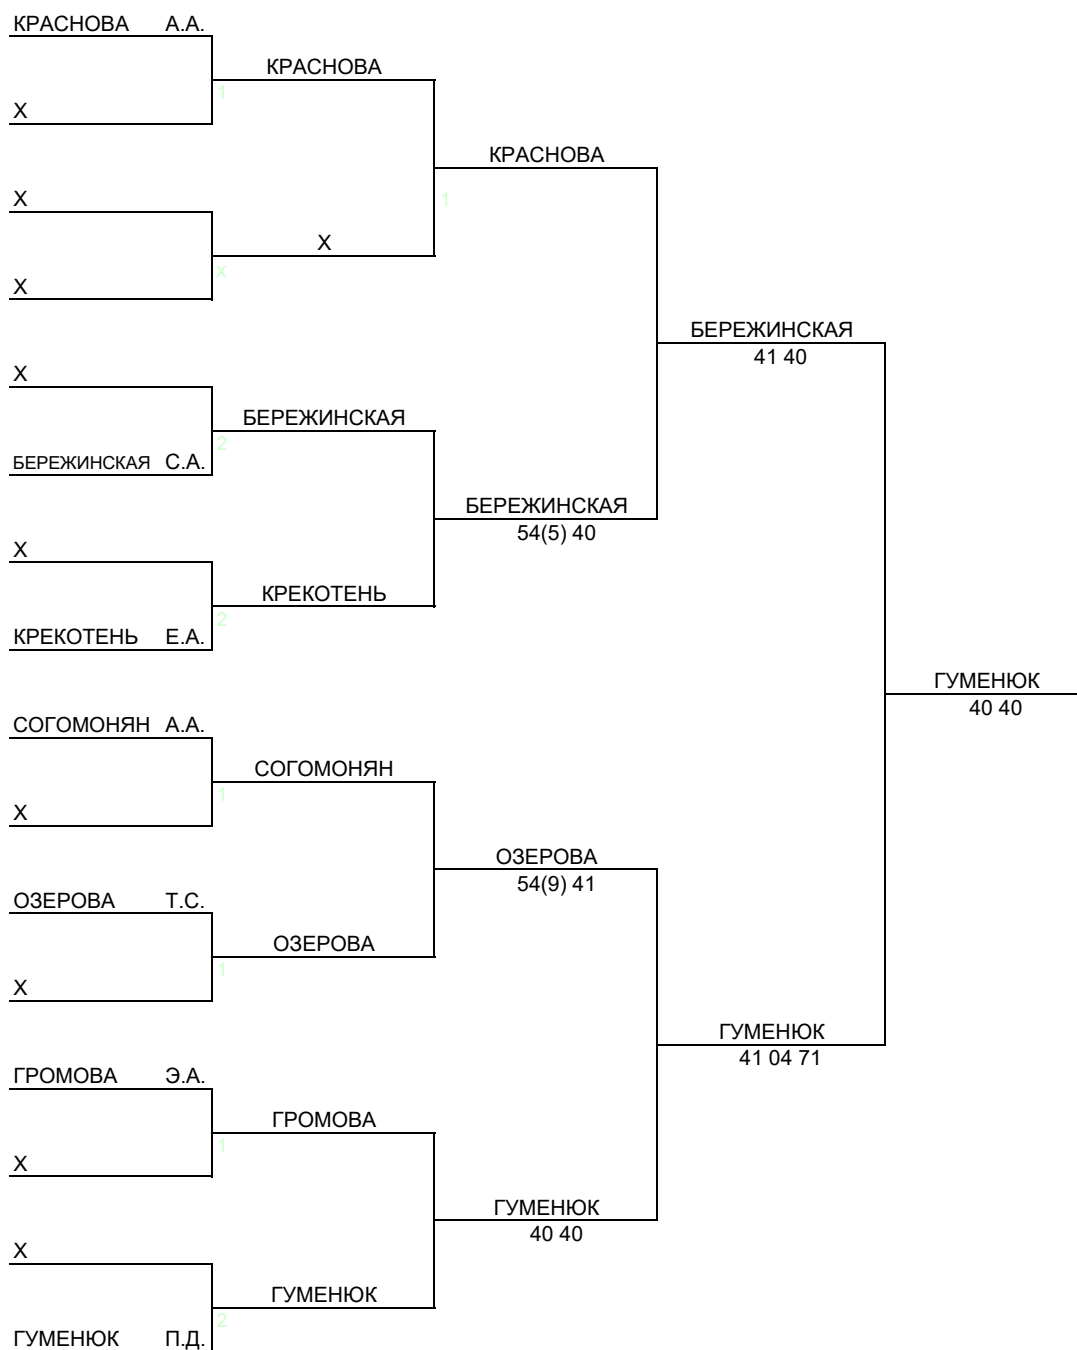 КРАСНОВА А.А.
КРАСНОВА
1
X
КРАСНОВА
X
1
X
x
X
БЕРЕЖИНСКАЯ
41 40
X
БЕРЕЖИНСКАЯ
2
БЕРЕЖИНСКАЯ С.А.
БЕРЕЖИНСКАЯ
54(5) 40
X
КРЕКОТЕНЬ
2
КРЕКОТЕНЬ Е.А.
ГУМЕНЮК
40 40
СОГОМОНЯН А.А.
СОГОМОНЯН
1
X
ОЗЕРОВА
54(9) 41
ОЗЕРОВА Т.С.
ОЗЕРОВА
1
X
ГУМЕНЮК
41 04 71
ГРОМОВА Э.А.
ГРОМОВА
1
X
ГУМЕНЮК
40 40
X
ГУМЕНЮК
2
ГУМЕНЮК П.Д.